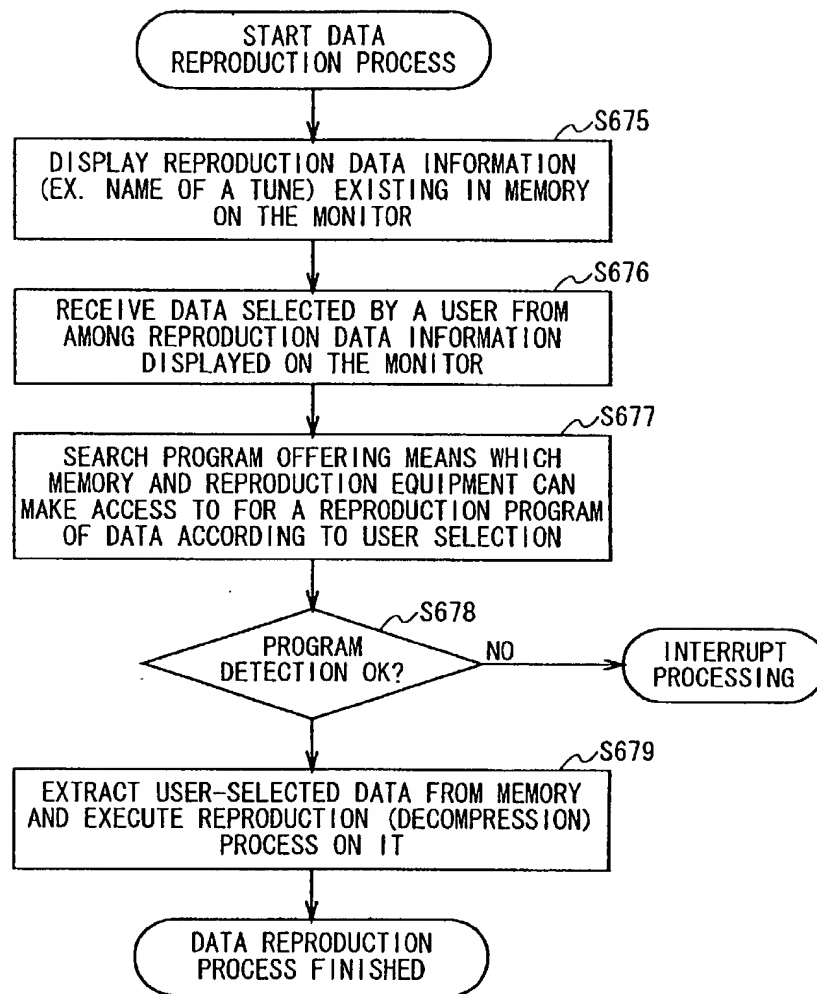 START DATA
REPRODUCTION PROCESS
S675
DISPLAY REPRODUCTION DATA INFORMATION
(EX. NAME OF A TUNE) EXISTING IN MEMORY
ON THE MONITOR
S676
RECEIVE DATA SELECTED BY A USER FROM
AMONG REPRODUCTION DATA INFORMATION
DISPLAYED ON THE MONITOR
S677
SEARCH PROGRAM OFFERING MEANS WHICH
MEMORY AND REPRODUCTION EQUIPMENT CAN
MAKE ACCESS TO FOR A REPRODUCTION PROGRAM
OF DATA ACCORDING TO USER SELECTION
S678
PROGRAM
DETECTION OK?
NO
INTERRUPT
PROCESSING
S679
EXTRACT USER-SELECTED DATA FROM MEMORY
AND EXECUTE REPRODUCTION (DECOMPRESSION)
PROCESS ON IT
DATA REPRODUCTION
PROCESS FINISHED